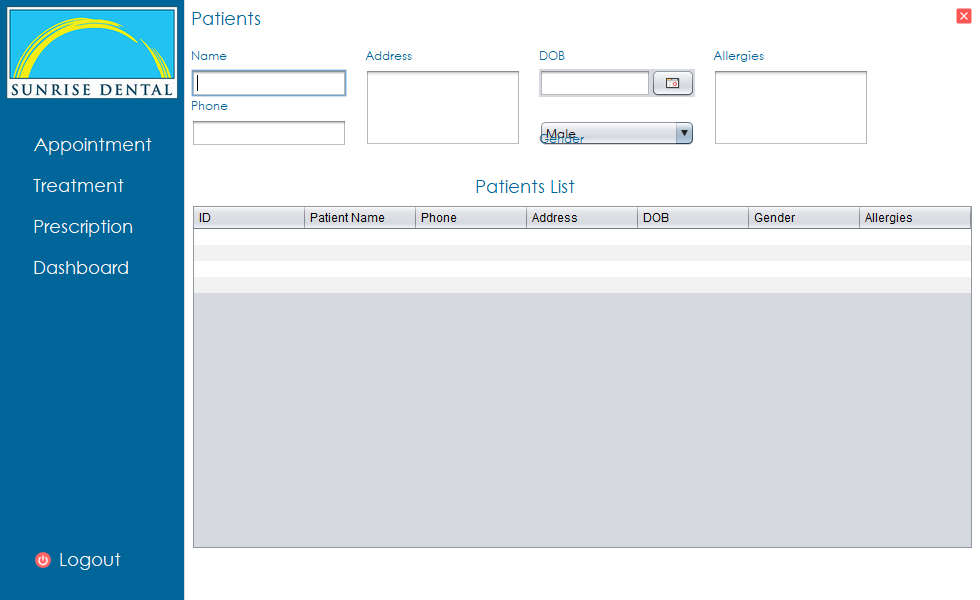 SUNRISE DENTAL
Appointment
Treatment
Prescription
Dashboard
Logout
Patients
Name
Address
DOB
Allergies
Phone
Male
Gender
Patients List
ID Patient Name Phone Address DOB Gender Allergies